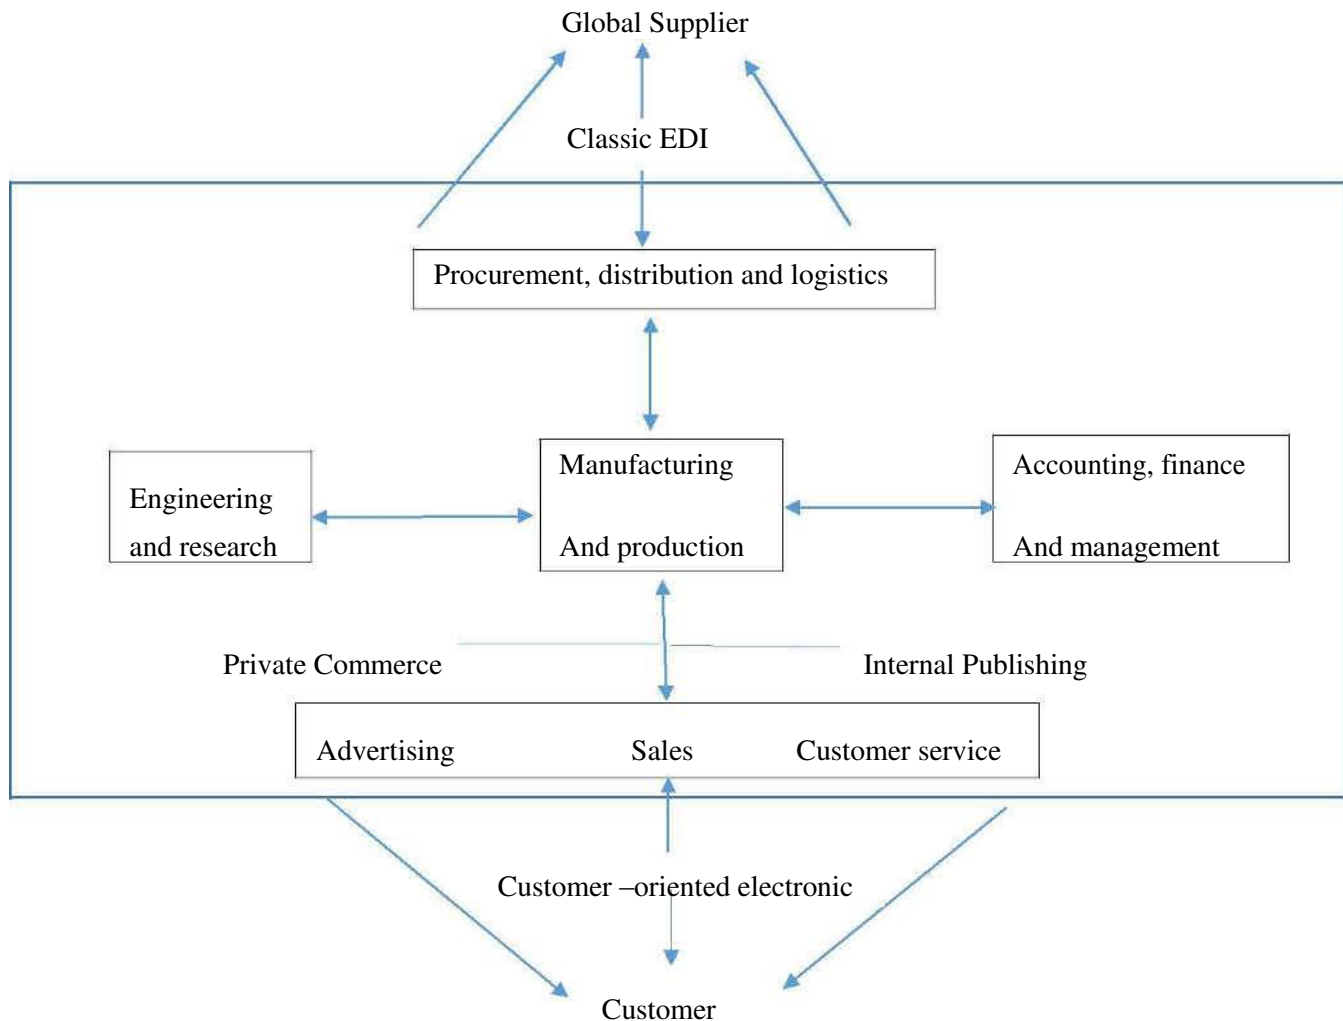 Global Supplier
Classic EDI
Procurement, distribution and logistics
Engineering
and research
Manufacturing
And production
Accounting, finance
And management
Private Commerce
Internal Publishing
Advertising Sales Customer service
Customer –oriented electronic
Customer